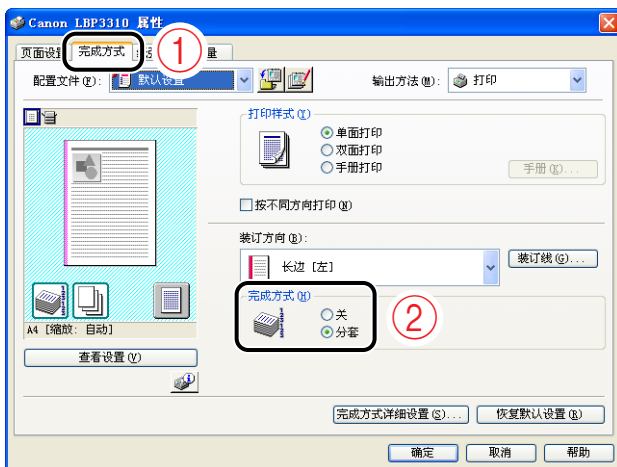 Canon LBP3310 属性
页面设 完成方式 量
①
配置文件(F): 默认设置
输出方法(M): 打印
打印样式(Y)
单面打印
双面打印
手册打印
手册(K)...
按不同方向打印(N)
装订方向(B):
长边 [左]
装订线(G)...
完成方式(H)
关
分套
②
A4 [缩放: 自动]
查看设置(V)
完成方式详细设置(S)... 恢复默认设置(R)
确定 取消 帮助